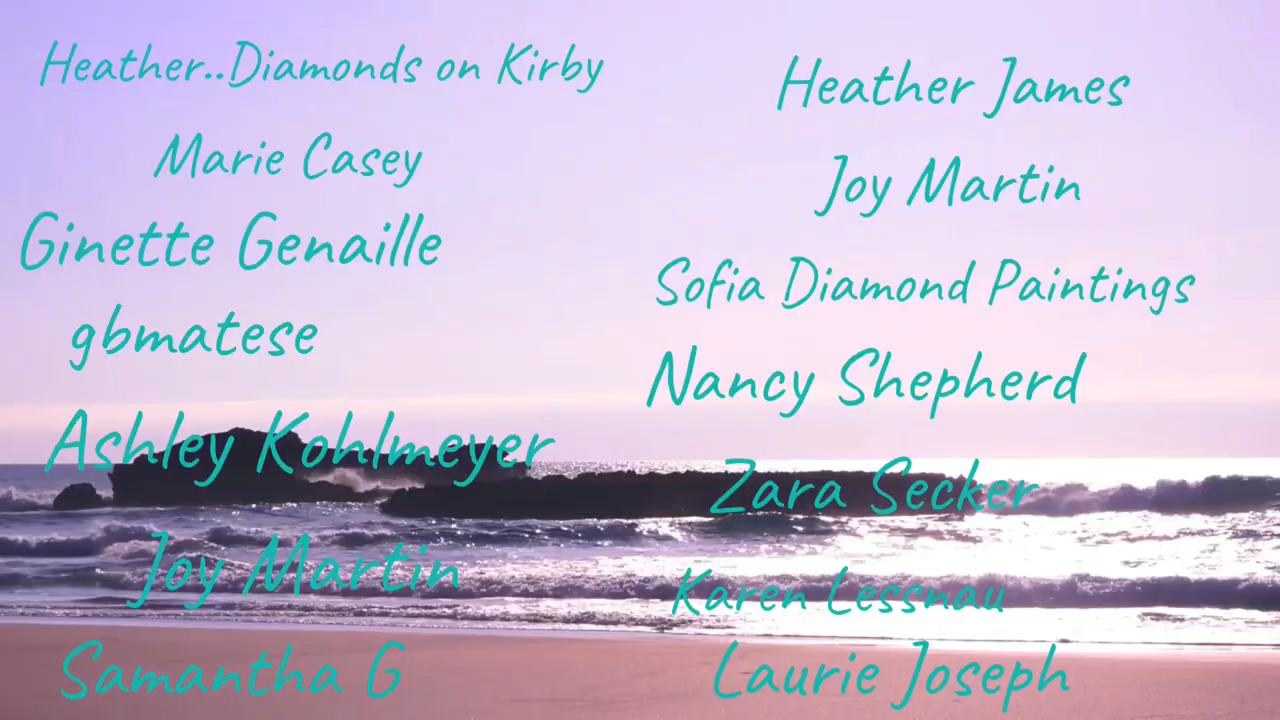 Heather..Diamonds on Kirby
Marie Casey
Ginette Genaille
gbmatese
Ashley Kohlmeyer
Joy Martin
Samantha G
Heather James
Joy Martin
Sofia Diamond Paintings
Nancy Shepherd
Zara Secker
Karen Lessnau
Laurie Joseph